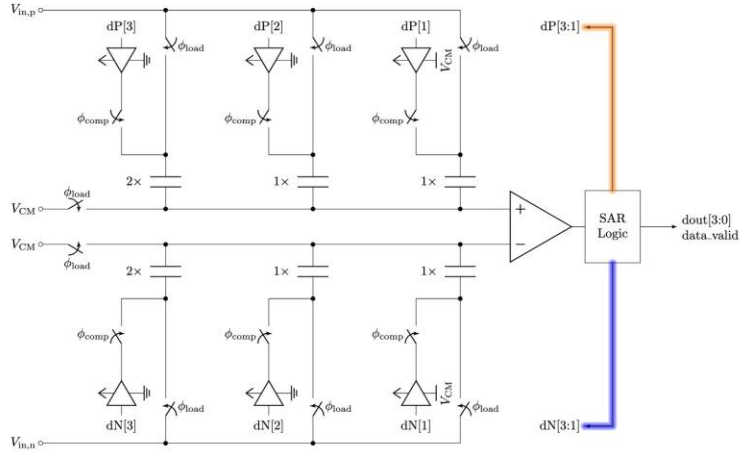 V_in,p
dP[3] dP[2] dP[1] dP[3:1]
ϕ_load ϕ_load V_CM ϕ_load
ϕ_comp ϕ_comp ϕ_comp
2× 1× 1×
ϕ_load
V_CM + SAR
Logic
dout[3:0]
data_valid
V_CM −
ϕ_load
2× 1× 1×
ϕ_comp ϕ_comp ϕ_comp
ϕ_load ϕ_load V_CM ϕ_load
dN[3] dN[2] dN[1] dN[3:1]
V_in,n